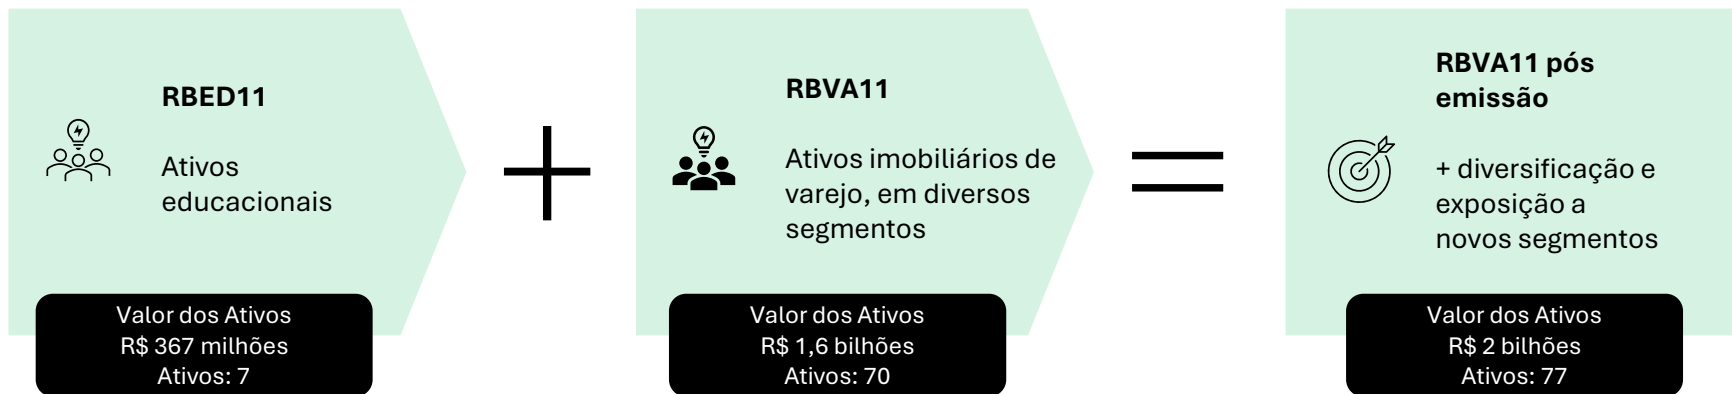 RBED11
Ativos
educacionais
Valor dos Ativos
R$ 367 milhões
Ativos: 7
RBVA11
Ativos imobiliários de
varejo, em diversos
segmentos
Valor dos Ativos
R$ 1,6 bilhões
Ativos: 70
RBVA11 pós
emissão
+ diversificação e
exposição a
novos segmentos
Valor dos Ativos
R$ 2 bilhões
Ativos: 77